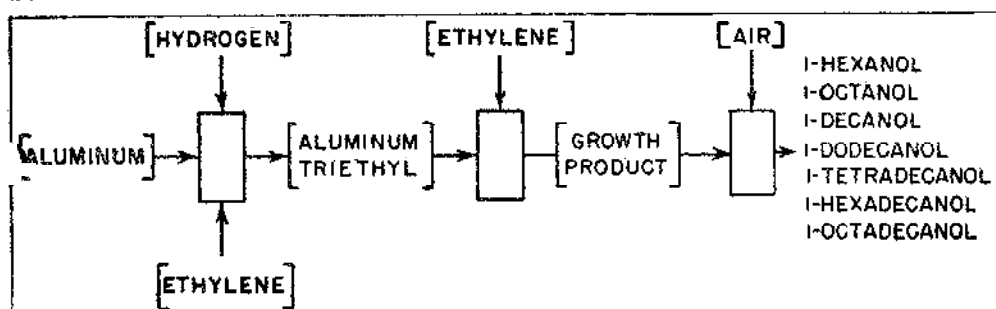 [HYDROGEN]
[ETHYLENE]
[AIR]
[ALUMINUM]
[ALUMINUM
TRIETHYL]
[GROWTH
PRODUCT]
1-HEXANOL
1-OCTANOL
1-DECANOL
1-DODECANOL
1-TETRADECANOL
1-HEXADECANOL
1-OCTADECANOL
[ETHYLENE]